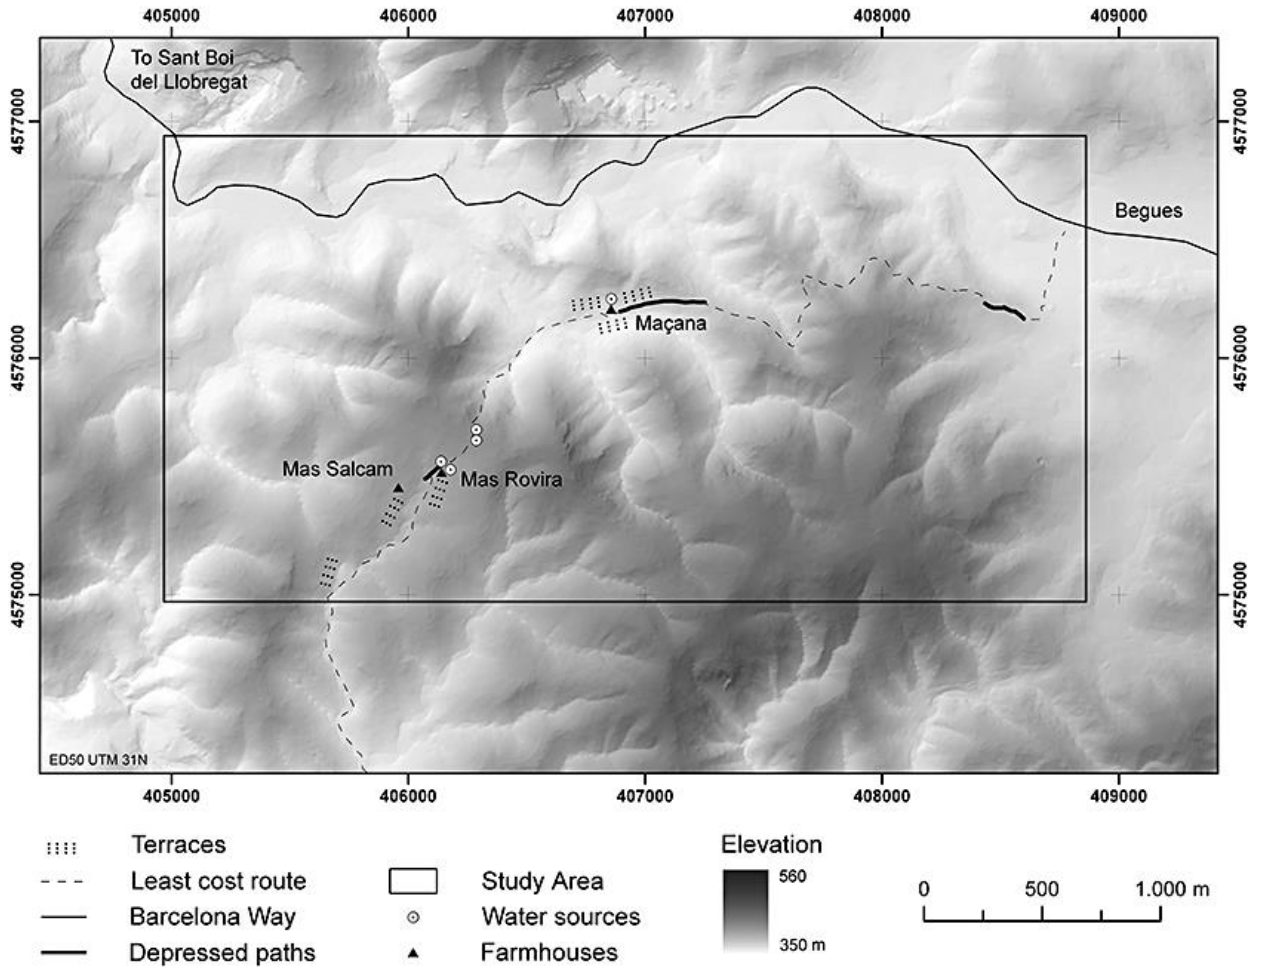 405000 406000 407000 408000 409000
To Sant Boi
del Llobregat
4577000 4577000
Begues
Maçana
4576000 4576000
Mas Salcam
Mas Rovira
4575000 4575000
ED50 UTM 31N
405000 406000 407000 408000 409000
Terraces
Least cost route
Barcelona Way
Depressed paths
Study Area
Water sources
Farmhouses
Elevation
560
350 m
0 500 1.000 m